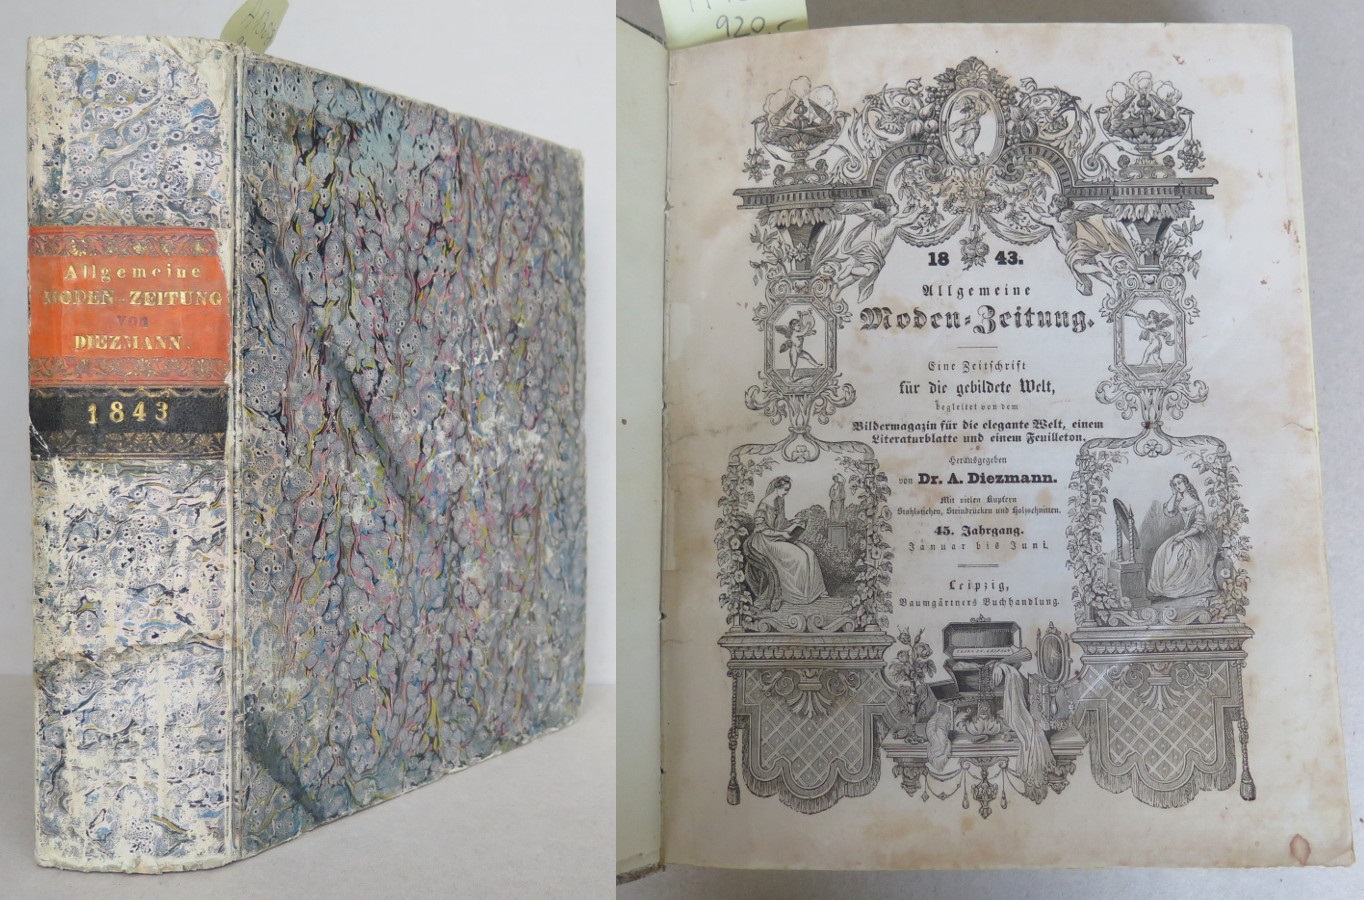 Allgemeine
MODEN-ZEITUNG
VON
DIEZMANN.
1843
920.-
1843.
Allgemeine
Moden-Zeitung.
Eine Zeitschrift
für die gebildete Welt,
begleitet von dem
Bildermagazin für die elegante Welt, einem
Literaturblatte und einem Feuilleton.
Herausgegeben
von Dr. A. Diezmann.
Mit vielen Kupfern
Stahlstichen, Steindrücken und Holzschnitten.
45. Jahrgang.
Januar bis Juni.
Leipzig,
Baumgärtners Buchhandlung.